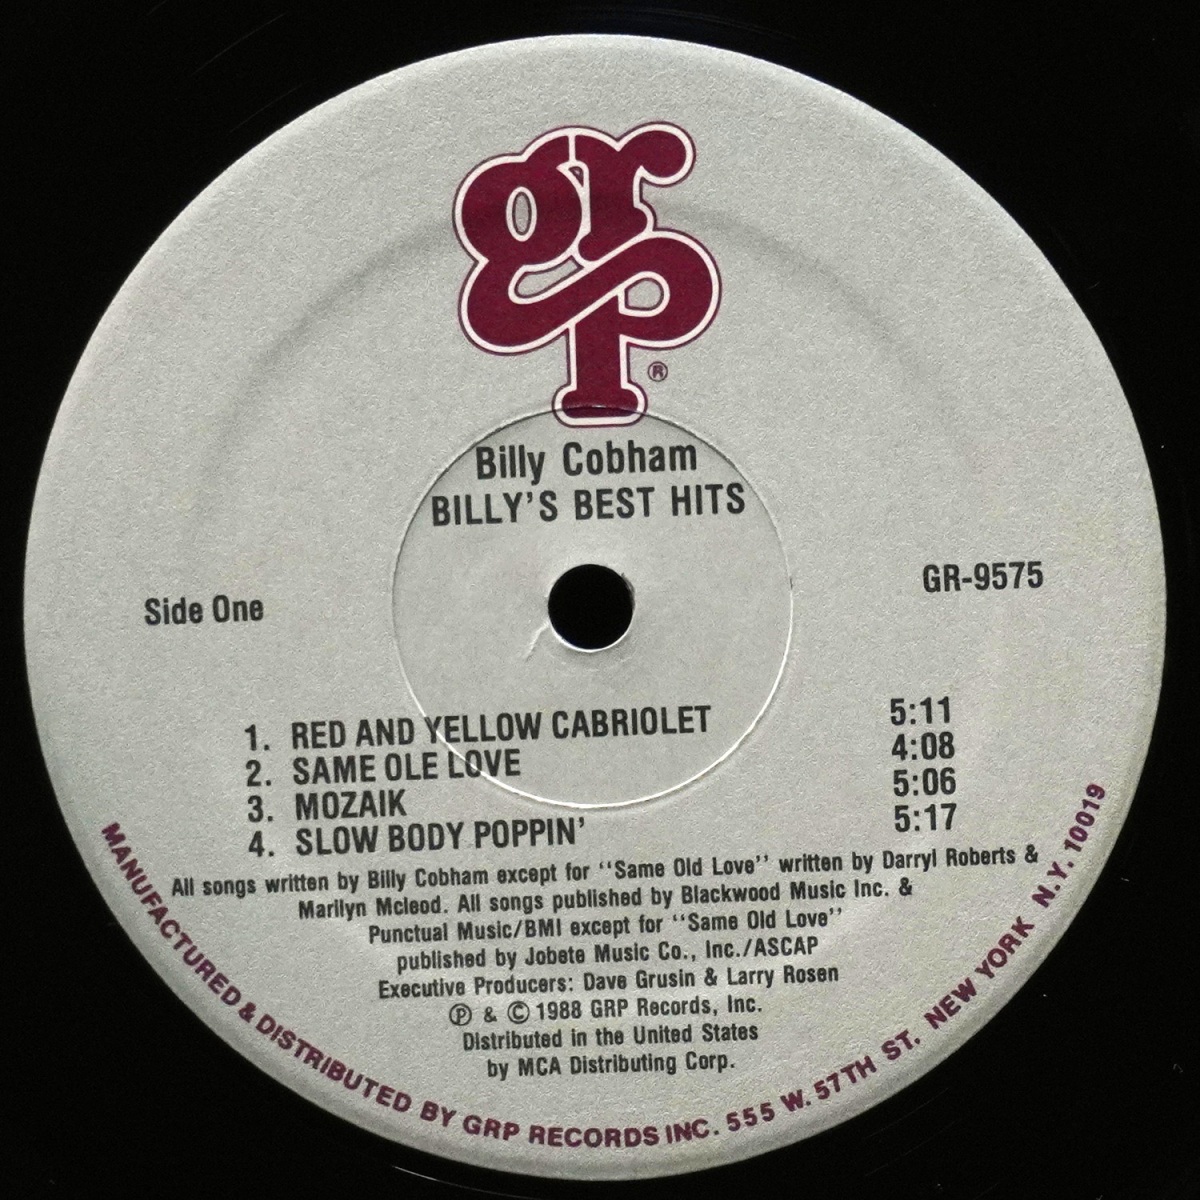 grp
®
Billy Cobham
BILLY'S BEST HITS
GR-9575
Side One
1. RED AND YELLOW CABRIOLET 5:11
2. SAME OLE LOVE 4:08
3. MOZAIK 5:06
4. SLOW BODY POPPIN' 5:17
All songs written by Billy Cobham except for "Same Old Love" written by Darryl Roberts &
Marilyn Mcleod. All songs published by Blackwood Music Inc. &
Punctual Music/BMI except for "Same Old Love"
published by Jobete Music Co., Inc./ASCAP
Executive Producers: Dave Grusin & Larry Rosen
Ⓟ & © 1988 GRP Records, Inc.
Distributed in the United States
by MCA Distributing Corp.
MANUFACTURED & DISTRIBUTED BY GRP RECORDS INC. 555 W. 57TH ST. NEW YORK N.Y. 10019